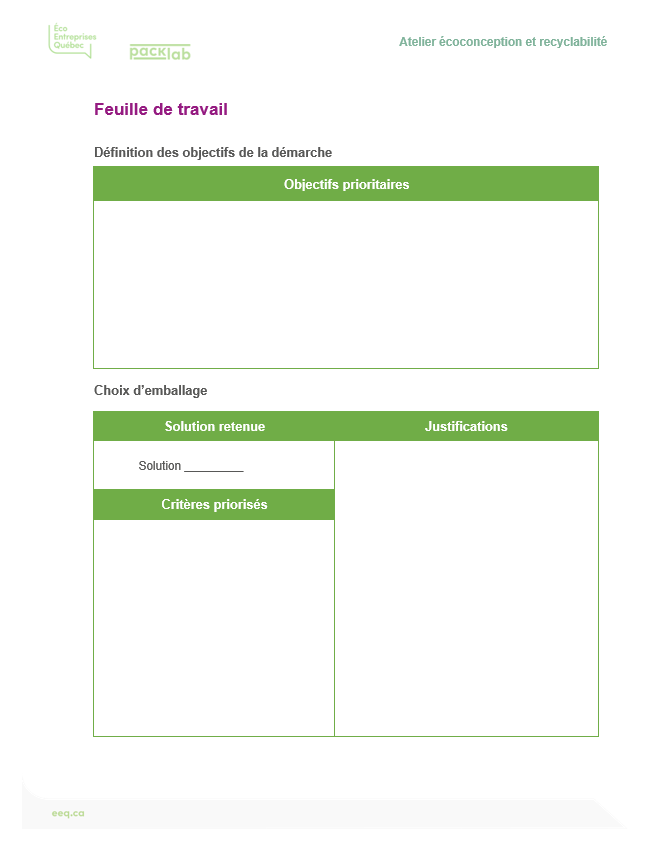 Éco
Entreprises
Québec
packlab
Atelier écoconception et recyclabilité
Feuille de travail
Définition des objectifs de la démarche
Objectifs prioritaires
Choix d’emballage
Solution retenue
Justifications
Solution _________
Critères priorisés
eeq.ca